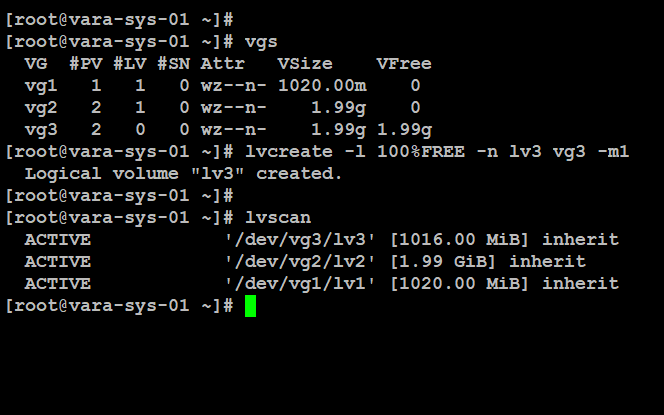 [root@vara-sys-01 ~]#
[root@vara-sys-01 ~]# vgs
  VG  #PV #LV #SN Attr   VSize    VFree
  vg1   1   1   0 wz--n- 1020.00m    0
  vg2   2   1   0 wz--n-    1.99g    0
  vg3   2   0   0 wz--n-    1.99g 1.99g
[root@vara-sys-01 ~]# lvcreate -l 100%FREE -n lv3 vg3 -m1
  Logical volume "lv3" created.
[root@vara-sys-01 ~]#
[root@vara-sys-01 ~]# lvscan
  ACTIVE            '/dev/vg3/lv3' [1016.00 MiB] inherit
  ACTIVE            '/dev/vg2/lv2' [1.99 GiB] inherit
  ACTIVE            '/dev/vg1/lv1' [1020.00 MiB] inherit
[root@vara-sys-01 ~]#